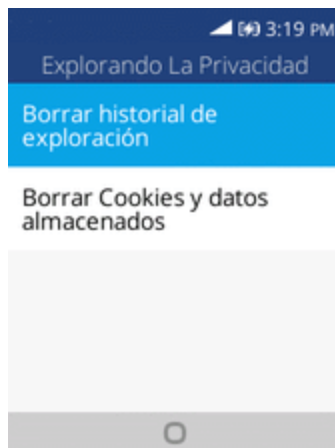 3:19 PM
Explorando La Privacidad
Borrar historial de
exploración
Borrar Cookies y datos
almacenados